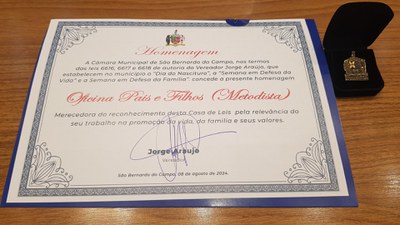 Homenagem
A Câmara Municipal de São Bernardo do Campo, nos termos
das leis 6616, 6617 e 6618 de autoria do Vereador Jorge Araújo, que
estabelecem no município o "Dia do Nascituro", a "Semana em Defesa da
Vida" e a Semana em Defesa da Família", concede a presente homenagem
Oficina Pais e Filhos (Metodista)
Merecedora do reconhecimento desta Casa de Leis pela relevância do
seu trabalho na promoção da vida, da família e seus valores.
Jorge Araújo
Vereador
São Bernardo do Campo, 08 de agosto de 2024.